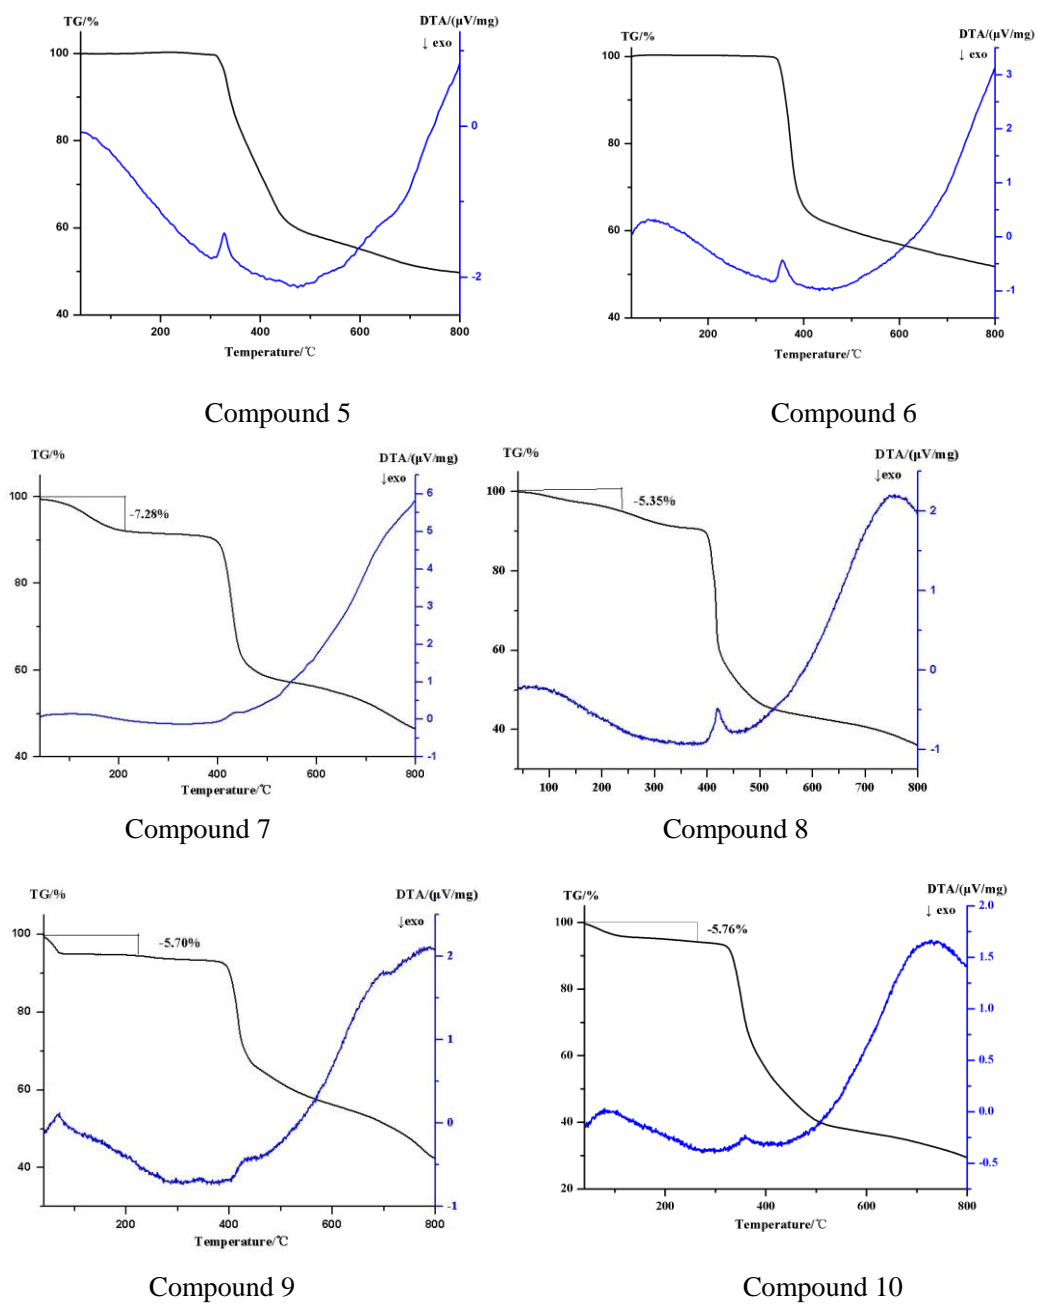 TG/%
DTA/(μV/mg)
↓ exo
100
80
60
40
0
-2
200
400
600
800
Temperature/℃
Compound 5
TG/%
DTA/(μV/mg)
↓ exo
100
80
60
40
3
2
1
0
-1
200
400
600
800
Temperature/℃
Compound 6
TG/%
DTA/(μV/mg)
↓exo
100
80
60
40
-7.28%
6
5
4
3
2
1
0
-1
200
400
600
800
Temperature/℃
Compound 7
TG/%
DTA/(μV/mg)
↓exo
100
80
60
40
-5.35%
2
1
0
-1
100 200 300 400 500 600 700 800
Compound 8
TG/%
DTA/(μV/mg)
↓exo
100
80
60
40
-5.70%
2
1
0
-1
200
400
600
800
Temperature/℃
Compound 9
TG/%
DTA/(μV/mg)
↓ exo
100
80
60
40
20
-5.76%
2.0
1.5
1.0
0.5
0.0
-0.5
200
400
600
800
Temperature/℃
Compound 10